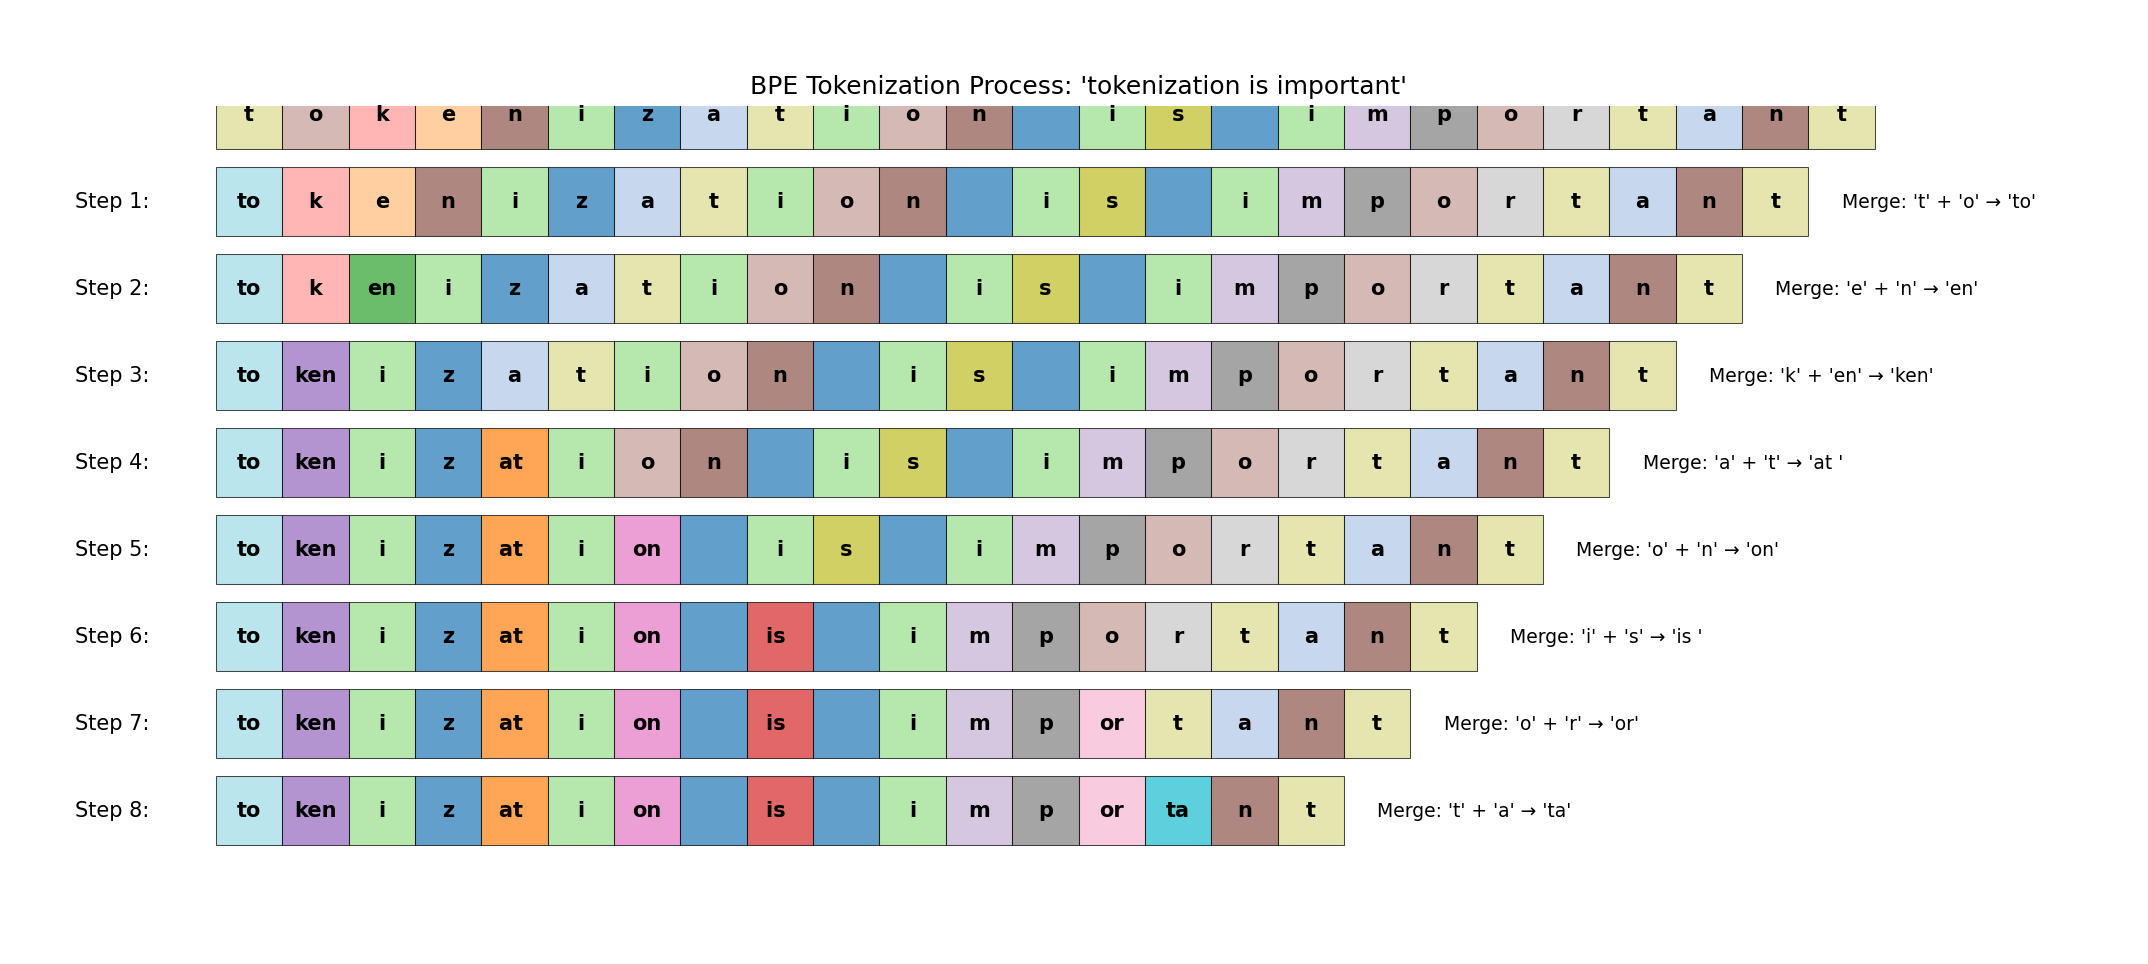 BPE Tokenization Process: 'tokenization is important'
t o k e n i z a t i o n i s i m p o r t a n t
Step 1: to k e n i z a t i o n i s i m p o r t a n t Merge: 't' + 'o' → 'to'
Step 2: to k en i z a t i o n i s i m p o r t a n t Merge: 'e' + 'n' → 'en'
Step 3: to ken i z a t i o n i s i m p o r t a n t Merge: 'k' + 'en' → 'ken'
Step 4: to ken i z at i o n i s i m p o r t a n t Merge: 'a' + 't' → 'at '
Step 5: to ken i z at i on i s i m p o r t a n t Merge: 'o' + 'n' → 'on'
Step 6: to ken i z at i on is i m p o r t a n t Merge: 'i' + 's' → 'is '
Step 7: to ken i z at i on is i m p or t a n t Merge: 'o' + 'r' → 'or'
Step 8: to ken i z at i on is i m p or ta n t Merge: 't' + 'a' → 'ta'